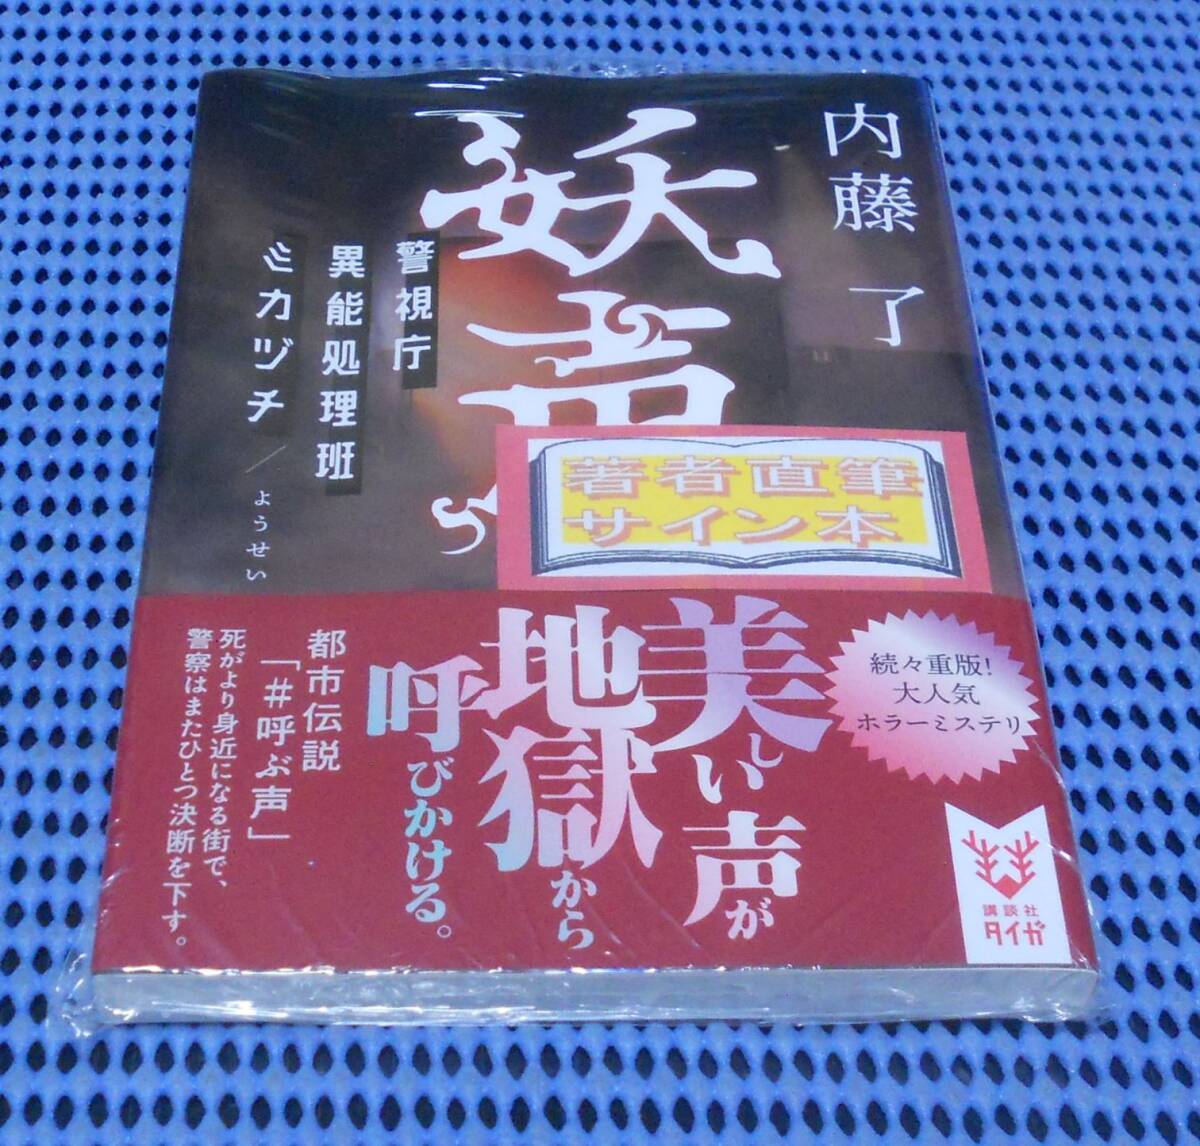 内藤了
妖声
警視庁
異能処理班
ミカヅチ／ようせい
著者直筆
サイン本
続々重版！
大人気
ホラーミステリ
美しい声が
地獄から
呼びかける。
都市伝説
「＃呼ぶ声」
死がより身近になる街で、
警察はまたひとつ決断を下す。
講談社
タイガ